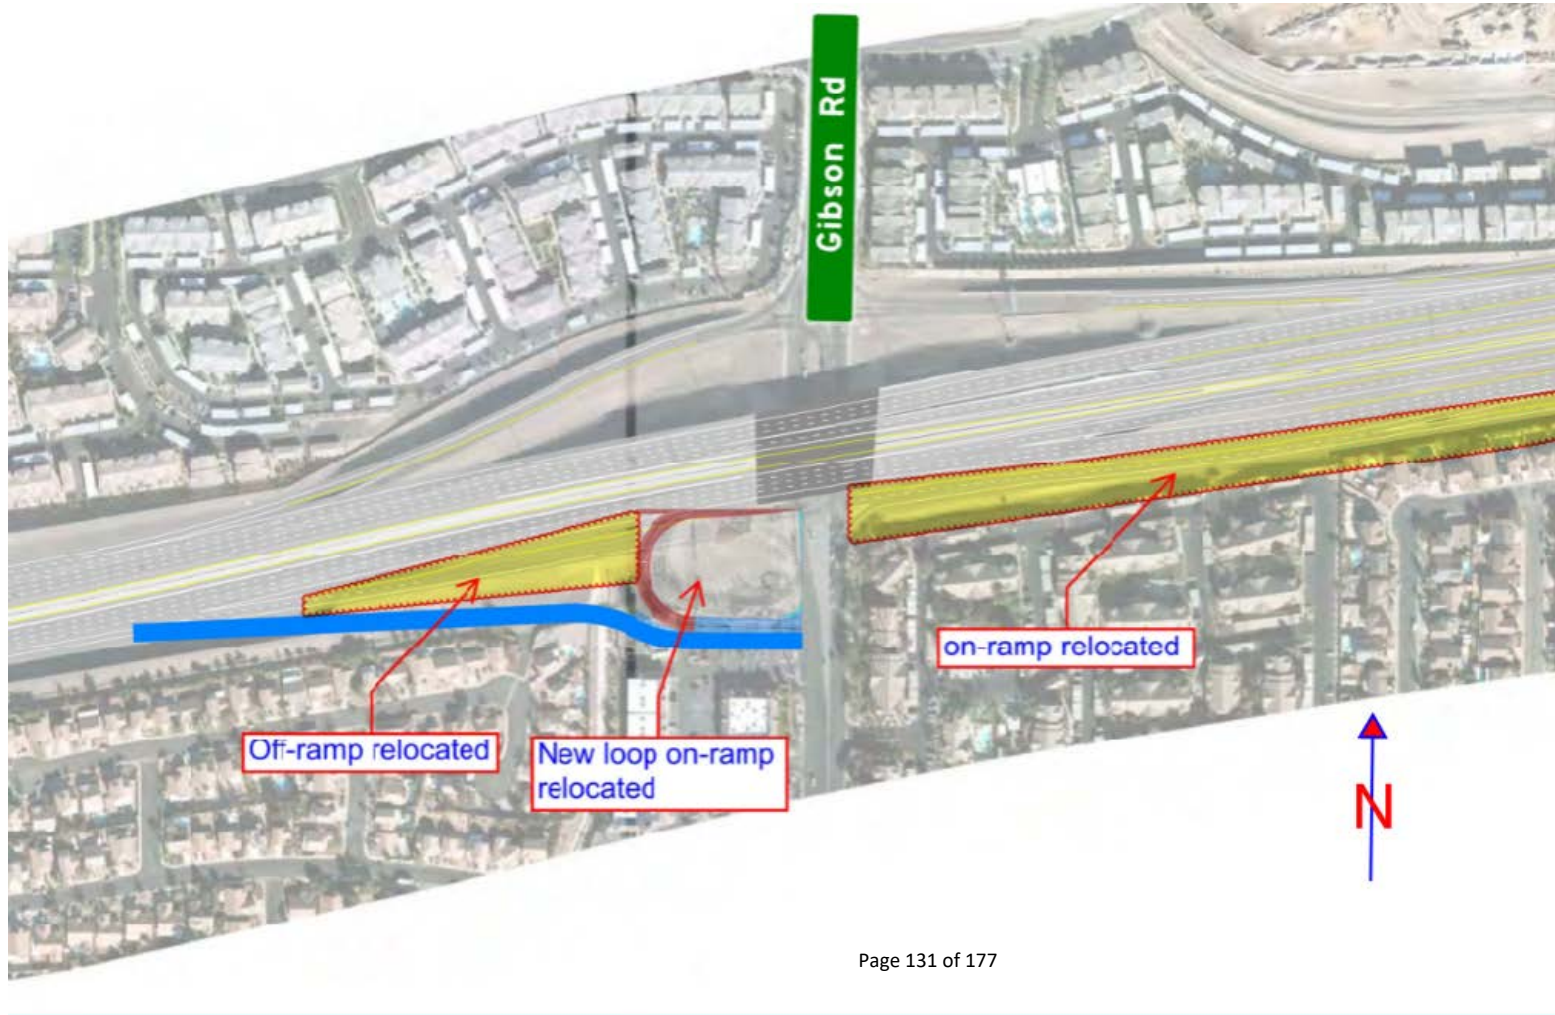 Gibson Rd
on-ramp relocated
Off-ramp relocated
New loop on-ramp
relocated
N
Page 131 of 177